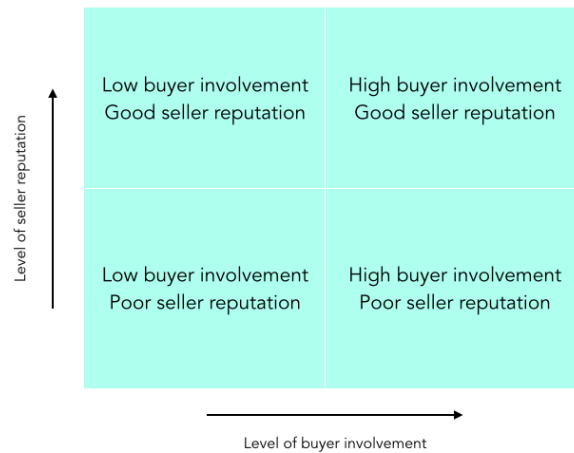 Low buyer involvement
Good seller reputation
High buyer involvement
Good seller reputation
Level of seller reputation
Low buyer involvement
Poor seller reputation
High buyer involvement
Poor seller reputation
Level of buyer involvement